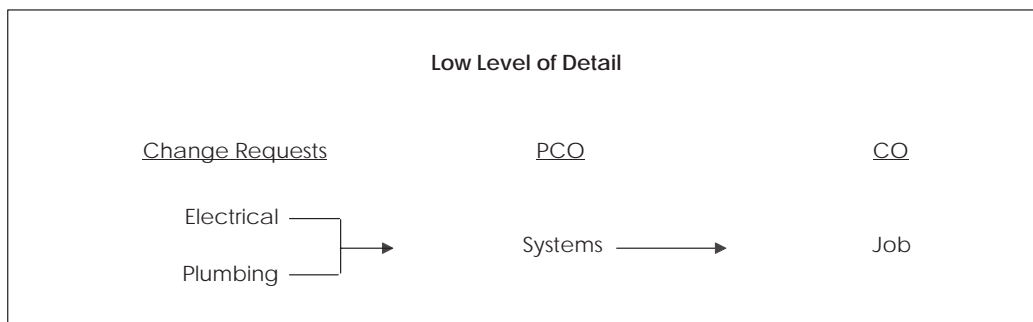 Low Level of Detail
Change Requests PCO CO
Electrical
Systems Job
Plumbing